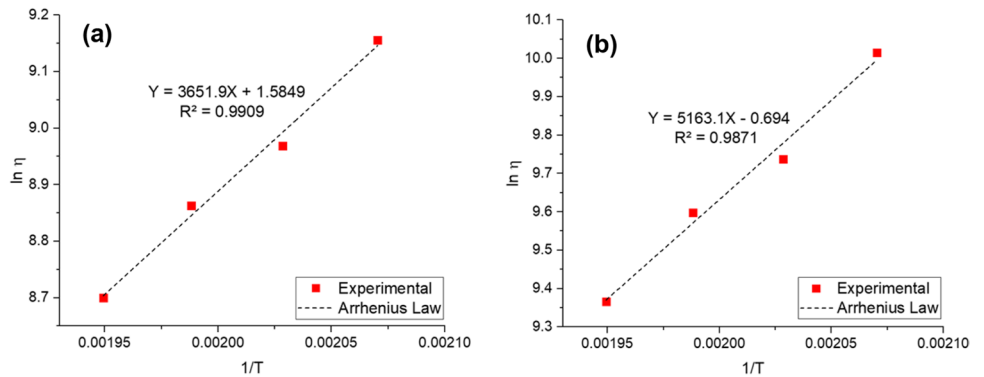 (a)
9.2
9.1
9.0
8.9
8.8
8.7
ln η
Y = 3651.9X + 1.5849
R² = 0.9909
Experimental
Arrhenius Law
0.00195
0.00200
0.00205
0.00210
1/T
(b)
10.1
10.0
9.9
9.8
9.7
9.6
9.5
9.4
9.3
ln η
Y = 5163.1X - 0.694
R² = 0.9871
Experimental
Arrhenius Law
0.00195
0.00200
0.00205
0.00210
1/T